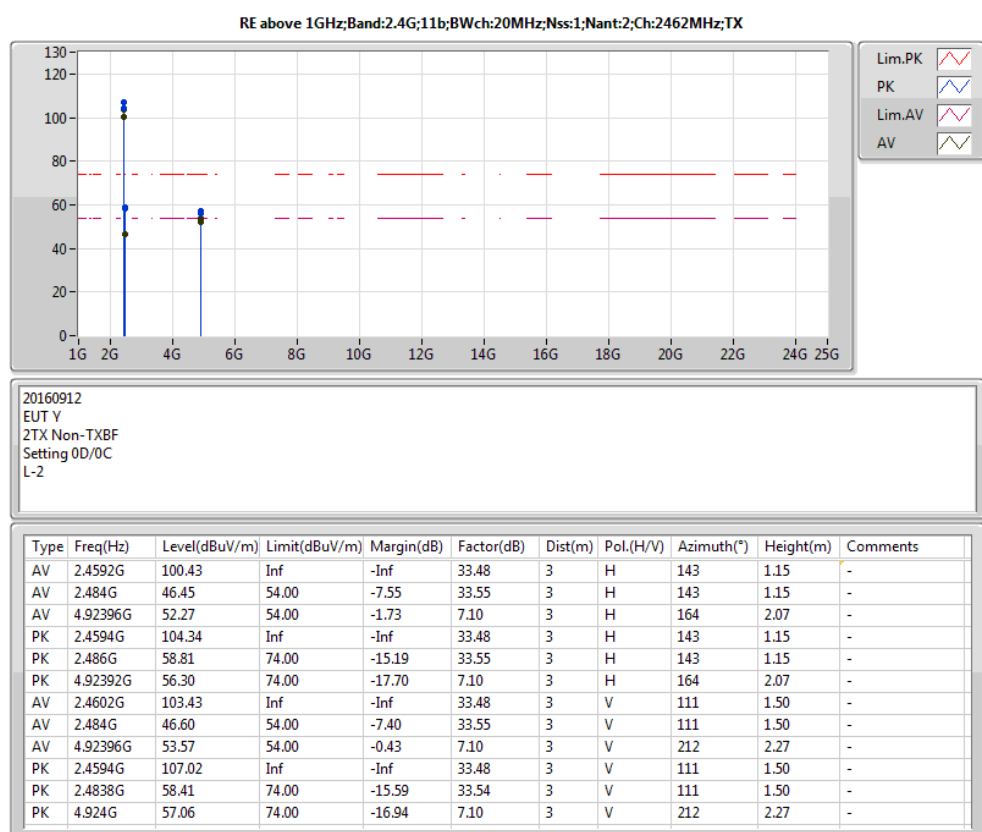 RE above 1GHz;Band:2.4G;11b;BWch:20MHz;Nss:1;Nant:2;Ch:2462MHz;TX
130
120
100
80
60
40
20
0
1G 2G 4G 6G 8G 10G 12G 14G 16G 18G 20G 22G 24G 25G
Lim.PK
PK
Lim.AV
AV
20160912
EUT Y
2TX Non-TXBF
Setting 0D/0C
L-2
Type Freq(Hz) Level(dBuV/m) Limit(dBuV/m) Margin(dB) Factor(dB) Dist(m) Pol.(H/V) Azimuth(°) Height(m) Comments
AV 2.4592G 100.43 Inf -Inf 33.48 3 H 143 1.15 -
AV 2.484G 46.45 54.00 -7.55 33.55 3 H 143 1.15 -
AV 4.92396G 52.27 54.00 -1.73 7.10 3 H 164 2.07 -
PK 2.4594G 104.34 Inf -Inf 33.48 3 H 143 1.15 -
PK 2.486G 58.81 74.00 -15.19 33.55 3 H 143 1.15 -
PK 4.92392G 56.30 74.00 -17.70 7.10 3 H 164 2.07 -
AV 2.4602G 103.43 Inf -Inf 33.48 3 V 111 1.50 -
AV 2.484G 46.60 54.00 -7.40 33.55 3 V 111 1.50 -
AV 4.92396G 53.57 54.00 -0.43 7.10 3 V 212 2.27 -
PK 2.4594G 107.02 Inf -Inf 33.48 3 V 111 1.50 -
PK 2.4838G 58.41 74.00 -15.59 33.54 3 V 111 1.50 -
PK 4.924G 57.06 74.00 -16.94 7.10 3 V 212 2.27 -